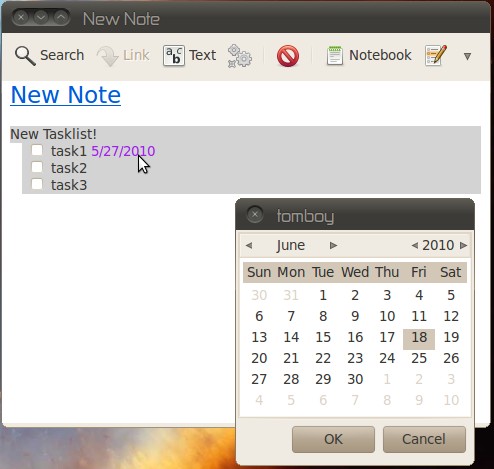 New Note
Search Link abc Text Notebook
New Note
New Tasklist!
task1 5/27/2010
task2
task3
tomboy
June 2010
Sun Mon Tue Wed Thu Fri Sat
30 31 1 2 3 4 5
6 7 8 9 10 11 12
13 14 15 16 17 18 19
20 21 22 23 24 25 26
27 28 29 30 1 2 3
4 5 6 7 8 9 10
OK Cancel